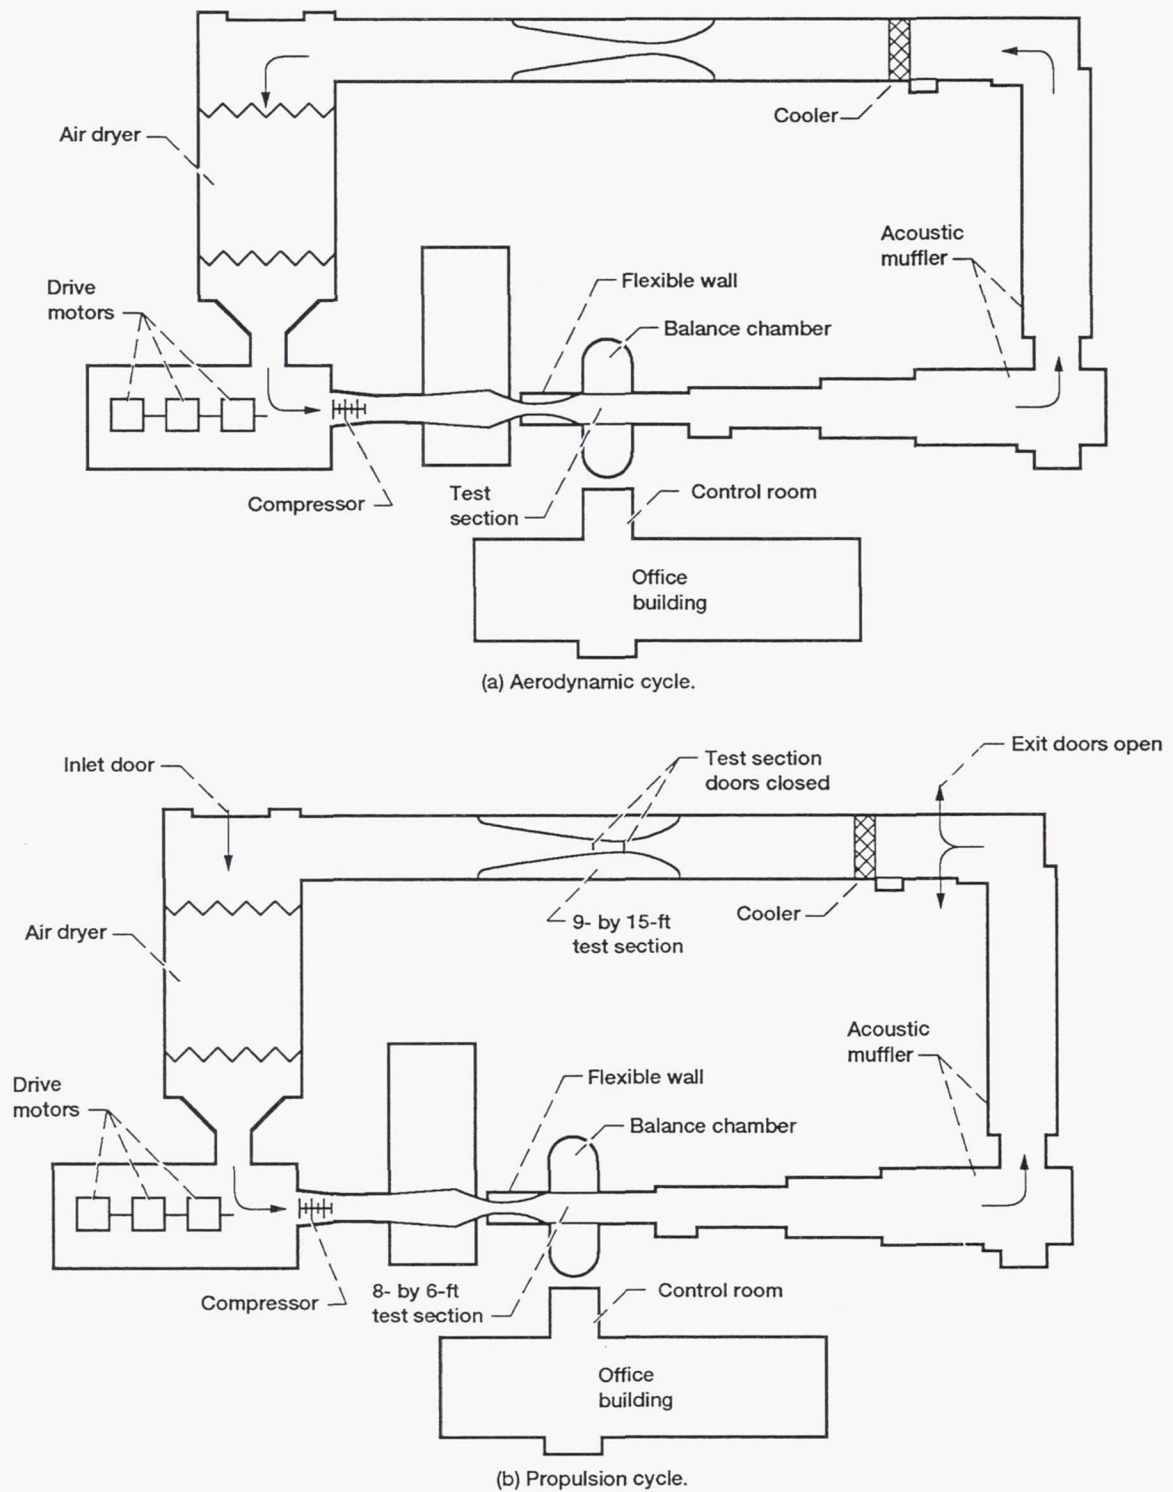 Cooler
Air dryer
Acoustic
muffler
Drive
motors
Flexible wall
Balance chamber
Compressor
Test
section
Control room
Office
building
(a) Aerodynamic cycle.
Inlet door
Test section
doors closed
Exit doors open
Cooler
9- by 15-ft
test section
Air dryer
Acoustic
muffler
Drive
motors
Flexible wall
Balance chamber
Compressor
8- by 6-ft
test section
Control room
Office
building
(b) Propulsion cycle.